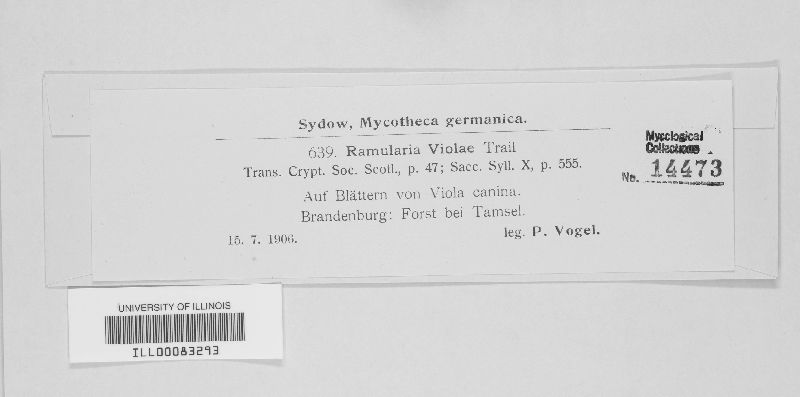 Sydow, Mycotheca germanica.
639. Ramularia Violae Trail
Trans. Crypt. Soc. Scotl., p. 47; Sacc. Syll. X, p. 555.
Auf Blättern von Viola canina.
Brandenburg: Forst bei Tamsel.
15. 7. 1906. leg. P. Vogel.
Mycological
Collections
No. 14473
UNIVERSITY OF ILLINOIS
ILL00083293